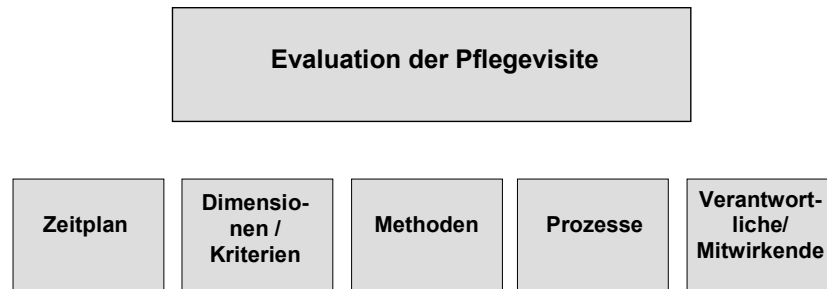 Evaluation der Pflegevisite
Zeitplan
Dimensio-
nen /
Kriterien
Methoden
Prozesse
Verantwort-
liche/
Mitwirkende